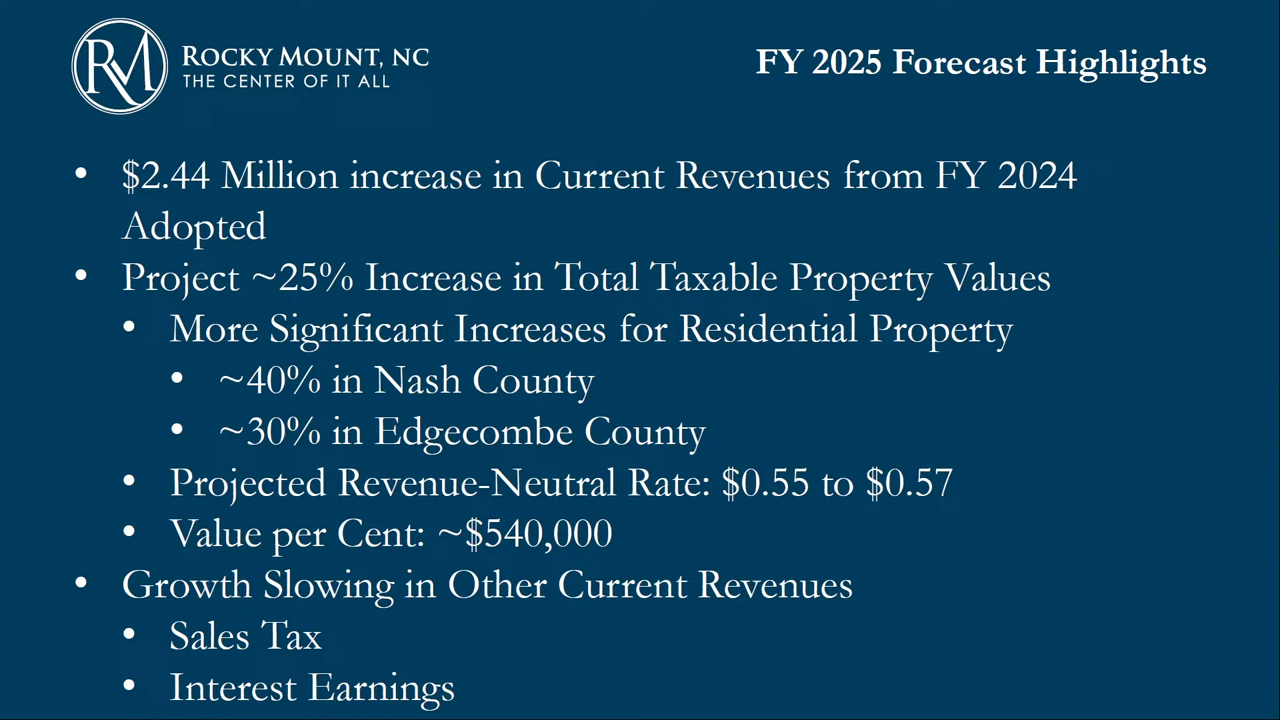 RM ROCKY MOUNT, NC
THE CENTER OF IT ALL
FY 2025 Forecast Highlights
• $2.44 Million increase in Current Revenues from FY 2024
Adopted
• Project ~25% Increase in Total Taxable Property Values
• More Significant Increases for Residential Property
• ~40% in Nash County
• ~30% in Edgecombe County
• Projected Revenue-Neutral Rate: $0.55 to $0.57
• Value per Cent: ~$540,000
• Growth Slowing in Other Current Revenues
• Sales Tax
• Interest Earnings